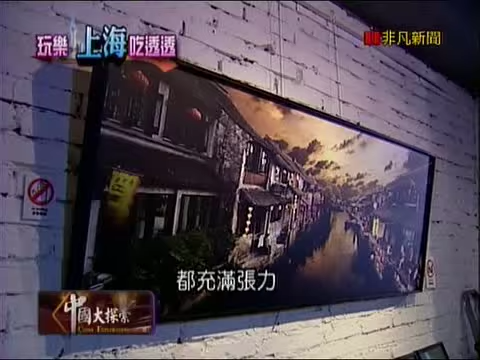 玩樂上海吃透透
非凡新聞
都充滿張力
中國大探索